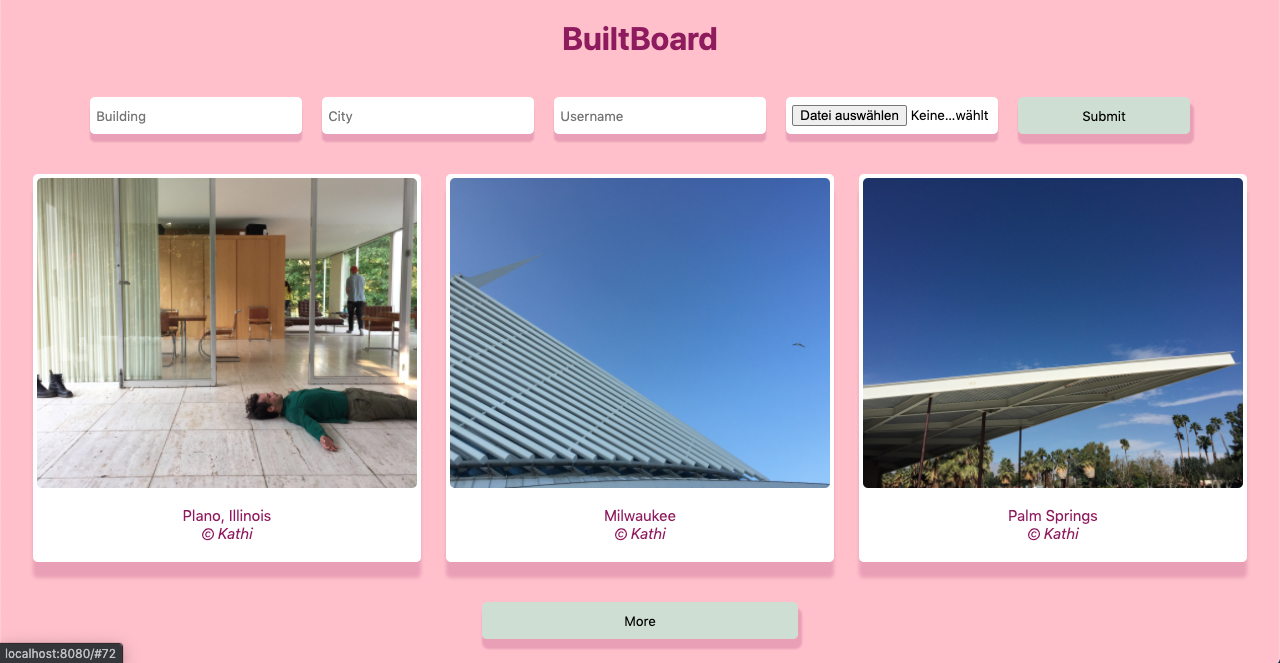 BuiltBoard
Building
City
Username
Datei auswählen Keine...wählt
Submit
Plano, Illinois
© Kathi
Milwaukee
© Kathi
Palm Springs
© Kathi
More
localhost:8080/#72